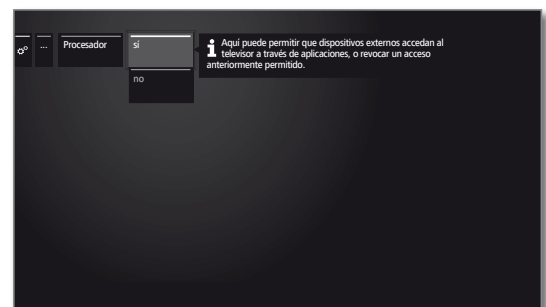 ... Procesador sí
Aquí puede permitir que dispositivos externos accedan al
televisor a través de aplicaciones, o revocar un acceso
anteriormente permitido.
no